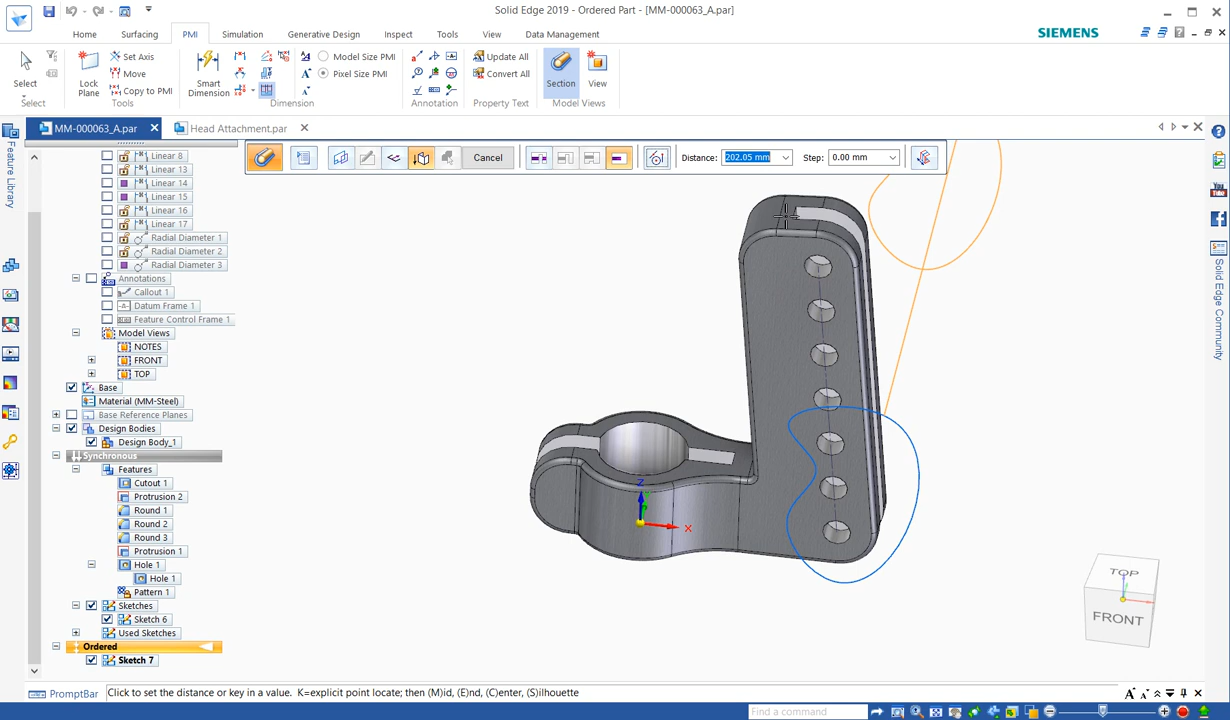 Solid Edge 2019 - Ordered Part - [MM-000063_A.par]
Home Surfacing PMI Simulation Generative Design Inspect Tools View Data Management
SIEMENS
Select
Select
Lock Plane
Set Axis
Move
Copy to PMI
Tools
Smart Dimension
Model Size PMI
Pixel Size PMI
Dimension
Annotation
Update All
Convert All
Property Text
Section
View
Model Views
MM-000063_A.par
Head Attachment.par
Feature Library
Cancel
Distance: 202.05 mm
Step: 0.00 mm
Linear 8
Linear 13
Linear 14
Linear 15
Linear 16
Linear 17
Radial Diameter 1
Radial Diameter 2
Radial Diameter 3
Annotations
Callout 1
Datum Frame 1
Feature Control Frame 1
Model Views
NOTES
FRONT
TOP
Base
Material (MM-Steel)
Base Reference Planes
Design Bodies
Design Body_1
Synchronous
Features
Cutout 1
Protrusion 2
Round 1
Round 2
Round 3
Protrusion 1
Hole 1
Hole 1
Pattern 1
Sketches
Sketch 6
Used Sketches
Ordered
Sketch 7
Z
X
TOP
FRONT
You Tube
Solid Edge Community
PromptBar
Click to set the distance or key in a value. K=explicit point locate; then (M)id, (E)nd, (C)enter, (S)ilhouette
Find a command